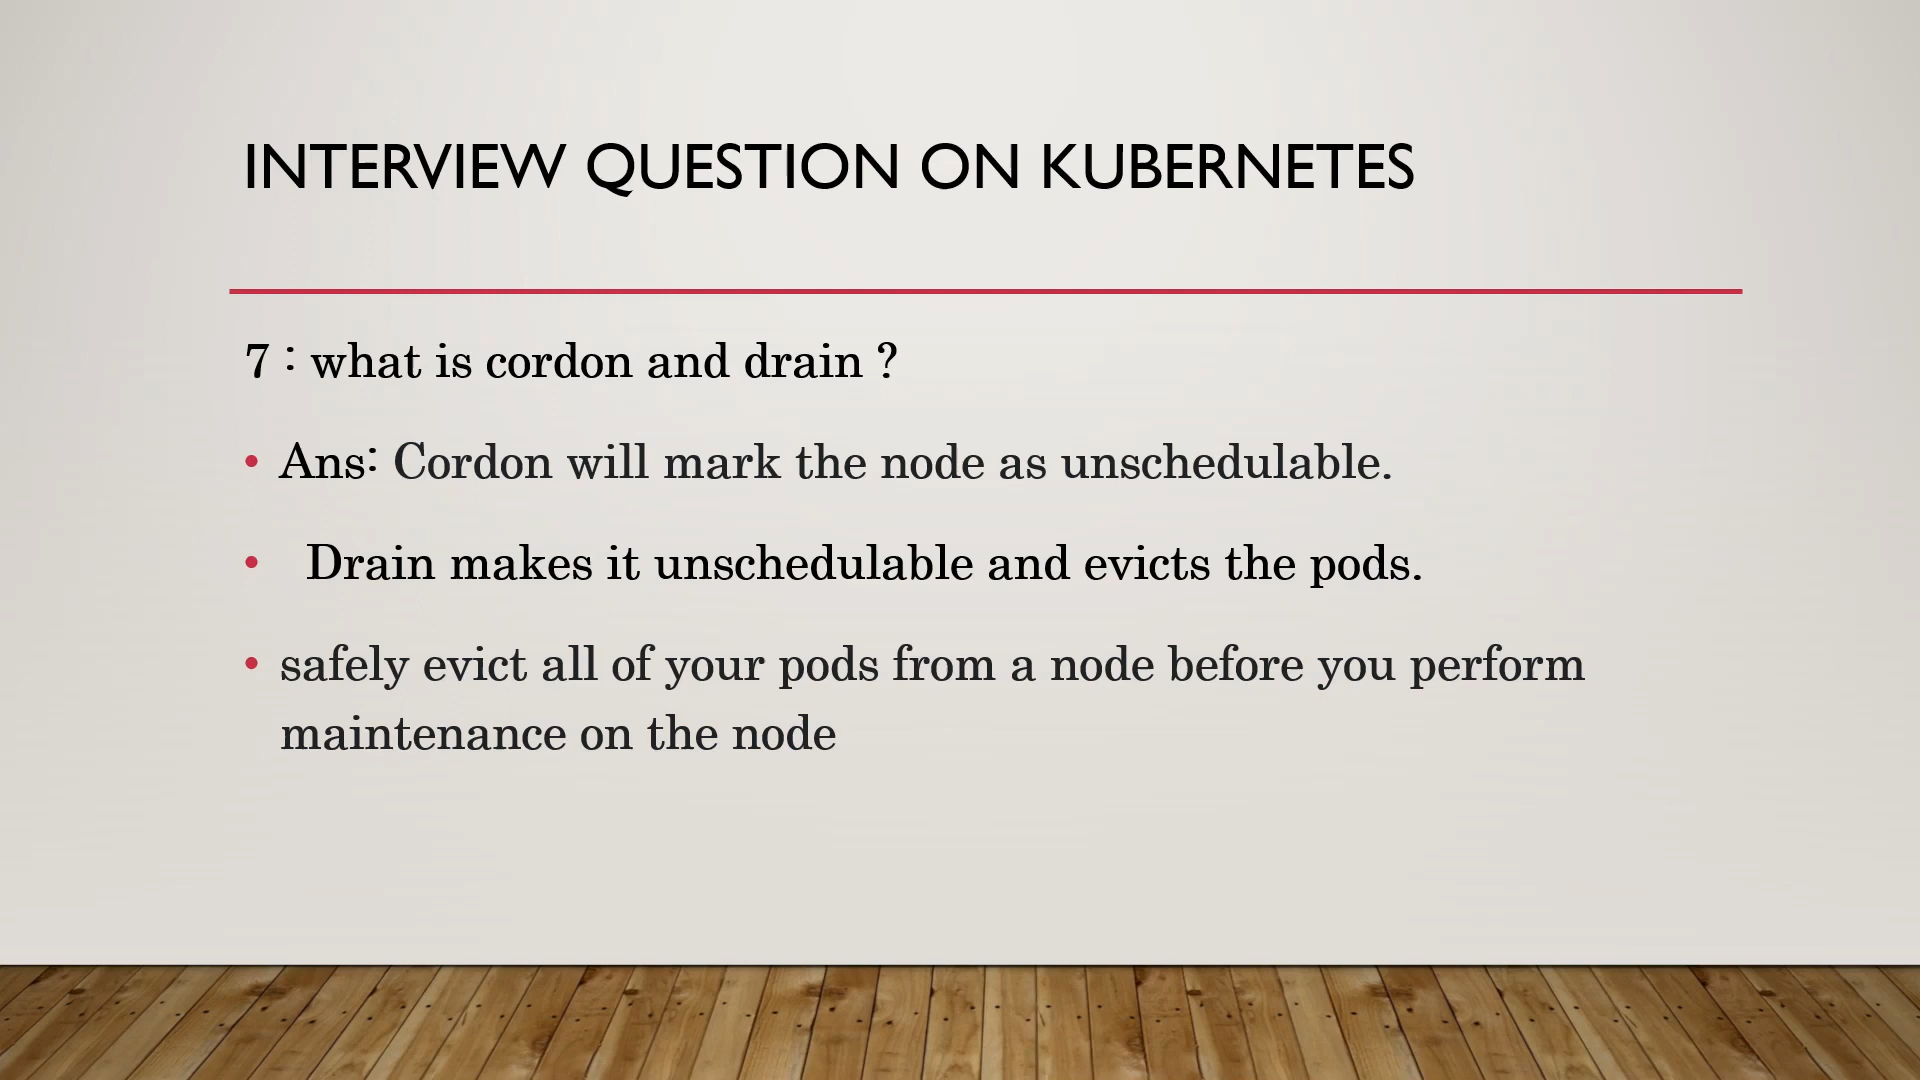 INTERVIEW QUESTION ON KUBERNETES
7 : what is cordon and drain ?
• Ans: Cordon will mark the node as unschedulable.
• Drain makes it unschedulable and evicts the pods.
• safely evict all of your pods from a node before you perform
maintenance on the node